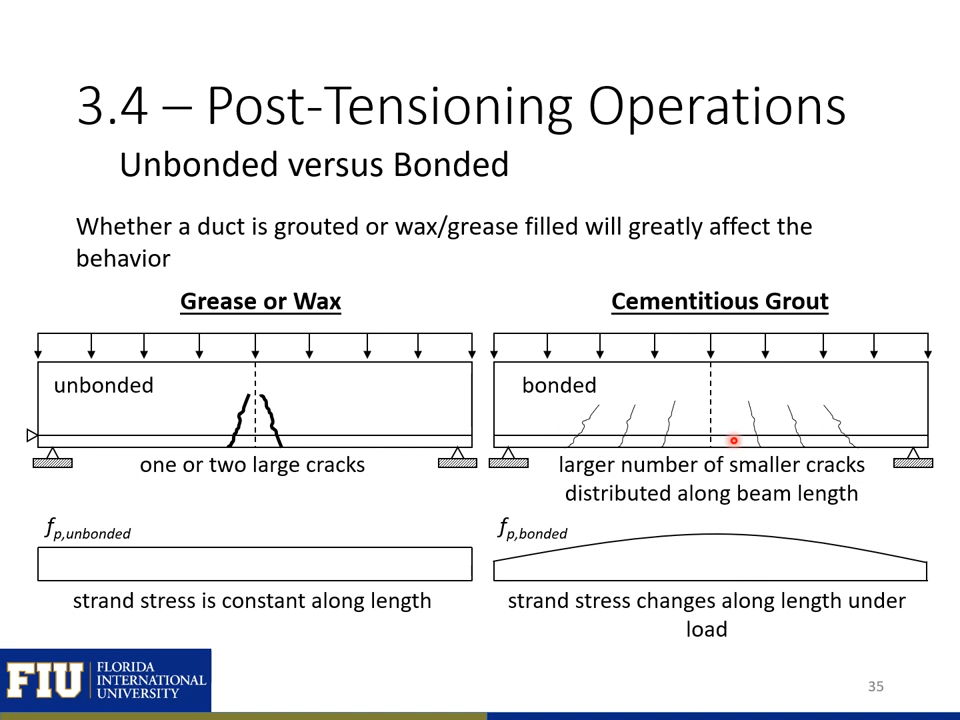 3.4 – Post-Tensioning Operations
Unbonded versus Bonded
Whether a duct is grouted or wax/grease filled will greatly affect the
behavior
Grease or Wax
unbonded
one or two large cracks
fp,unbonded
strand stress is constant along length
Cementitious Grout
bonded
larger number of smaller cracks
distributed along beam length
fp,bonded
strand stress changes along length under
load
FIU
FLORIDA
INTERNATIONAL
UNIVERSITY
35